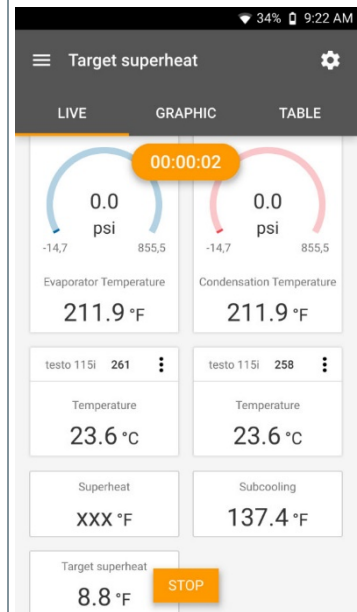 34% 9:22 AM
Target superheat
LIVE GRAPHIC TABLE
00:00:02
0.0 0.0
psi psi
-14,7 855,5 -14,7 855,5
Evaporator Temperature Condensation Temperature
211.9 °F 211.9 °F
testo 115i 261 testo 115i 258
Temperature Temperature
23.6 °C 23.6 °C
Superheat Subcooling
xxx °F 137.4 °F
Target superheat
8.8 °F
STOP